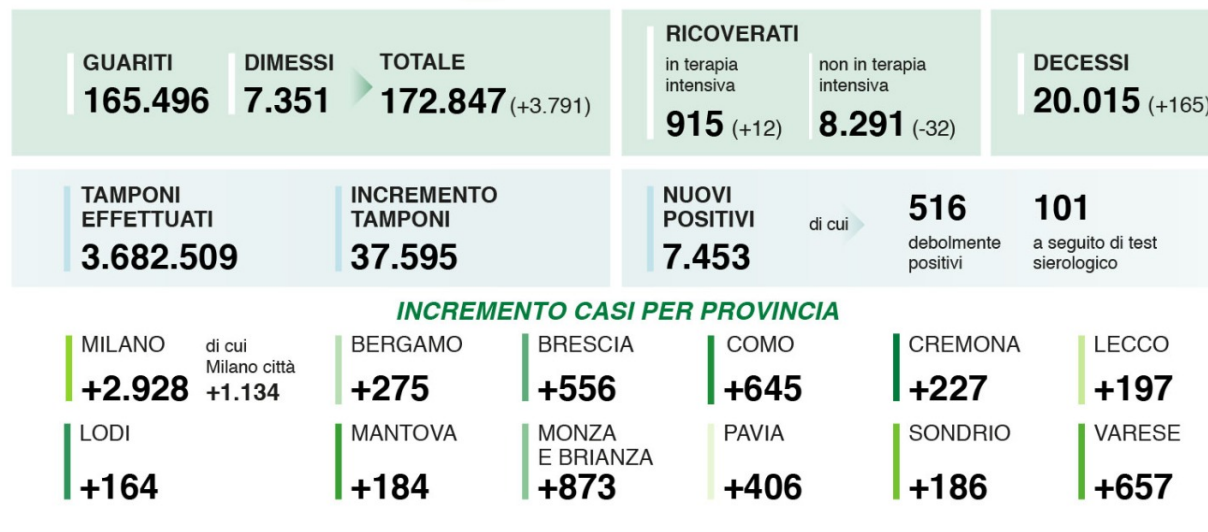 GUARITI
165.496
DIMESSI
7.351
TOTALE
172.847 (+3.791)
RICOVERATI
in terapia
intensiva
915 (+12)
non in terapia
intensiva
8.291 (-32)
DECESSI
20.015 (+165)
TAMPONI
EFFETTUATI
3.682.509
INCREMENTO
TAMPONI
37.595
NUOVI
POSITIVI
7.453
di cui
516
debolmente
positivi
101
a seguito di test
sierologico
INCREMENTO CASI PER PROVINCIA
MILANO
+2.928
di cui
Milano città
+1.134
BERGAMO
+275
BRESCIA
+556
COMO
+645
CREMONA
+227
LECCO
+197
LODI
+164
MANTOVA
+184
MONZA
E BRIANZA
+873
PAVIA
+406
SONDRIO
+186
VARESE
+657